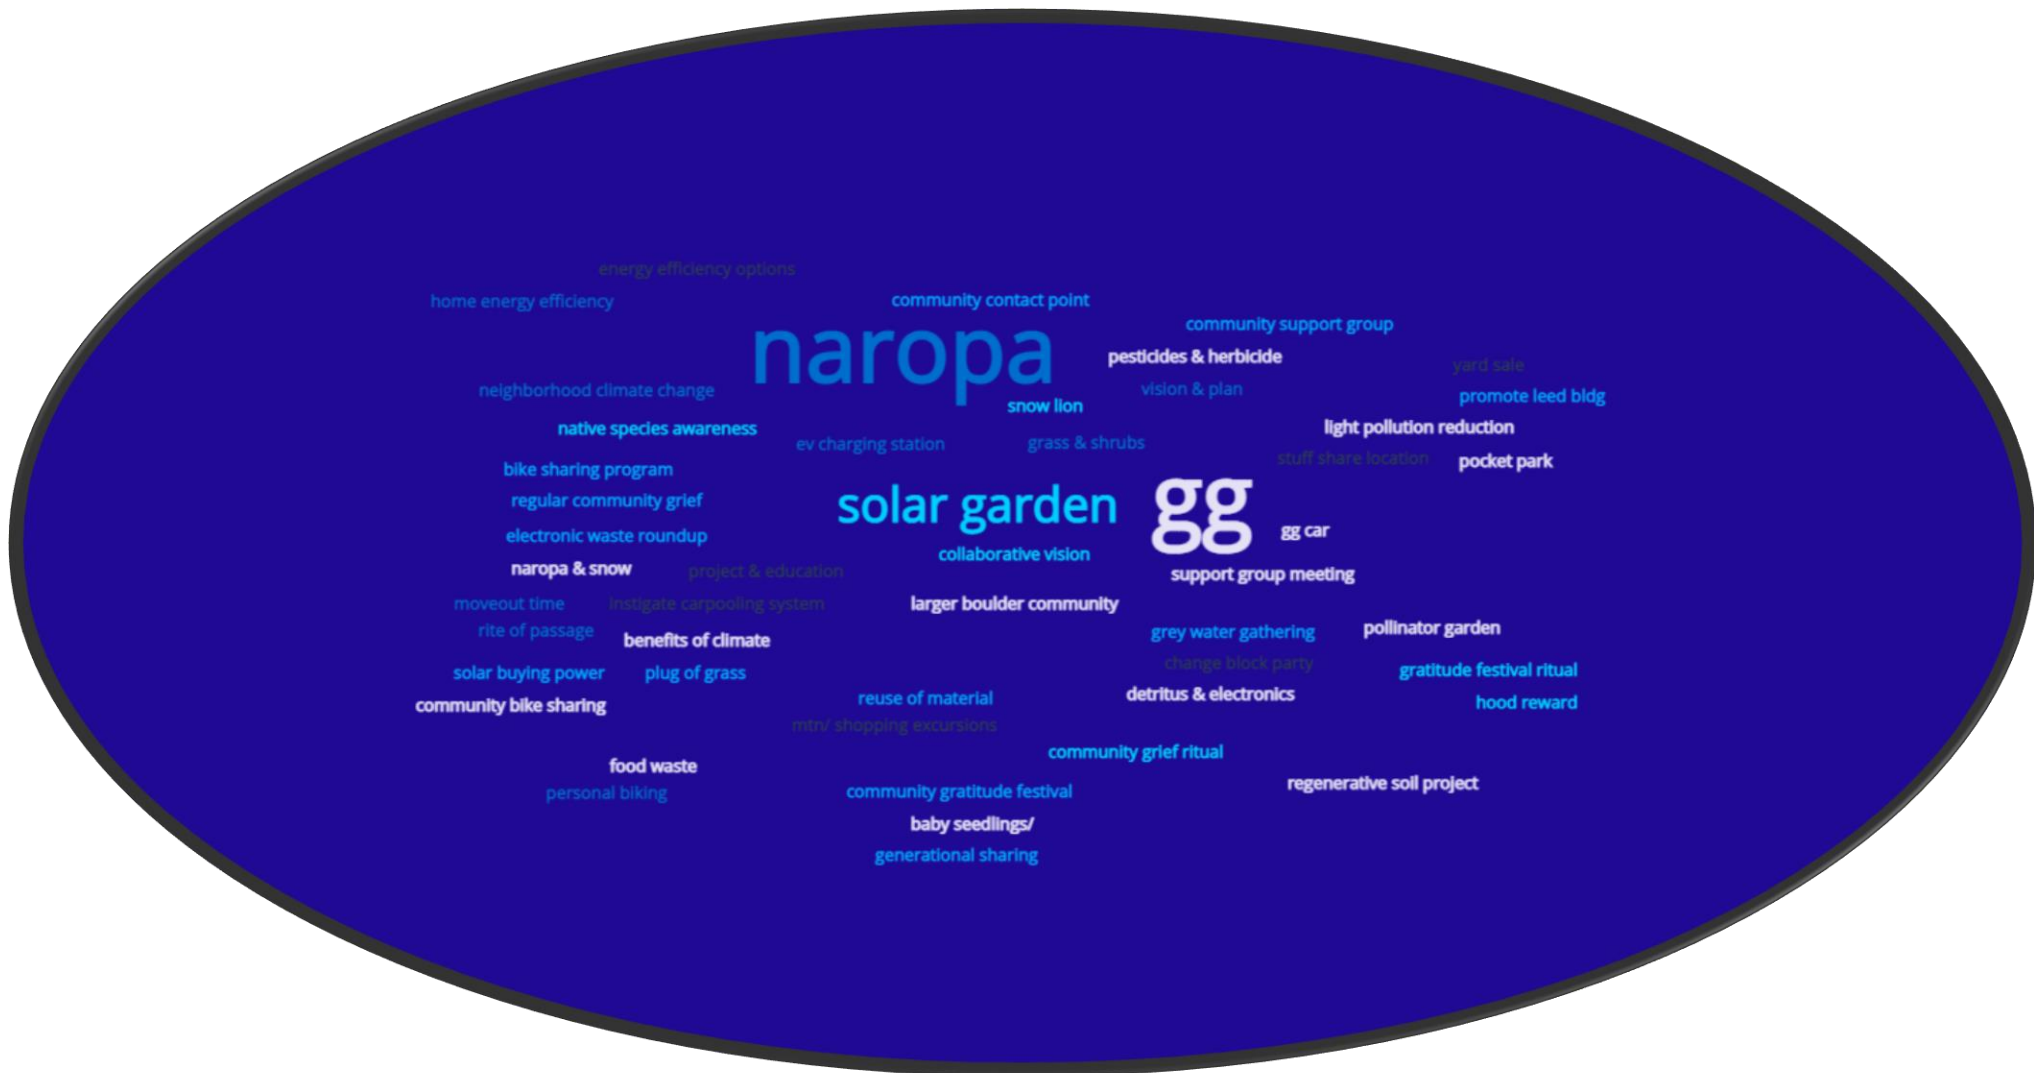 energy efficiency options
home energy efficiency
community contact point
community support group
naropa
pesticides & herbicide
yard sale
neighborhood climate change
vision & plan
promote leed bldg
snow lion
native species awareness
light pollution reduction
ev charging station
grass & shrubs
stuff share location
pocket park
bike sharing program
regular community grief
solar garden
gg
gg car
electronic waste roundup
collaborative vision
naropa & snow
project & education
support group meeting
moveout time
instigate carpooling system
larger boulder community
rite of passage
benefits of climate
grey water gathering
pollinator garden
change block party
solar buying power
plug of grass
gratitude festival ritual
community bike sharing
reuse of material
detritus & electronics
hood reward
mtn/ shopping excursions
community grief ritual
food waste
regenerative soil project
personal biking
community gratitude festival
baby seedlings/
generational sharing